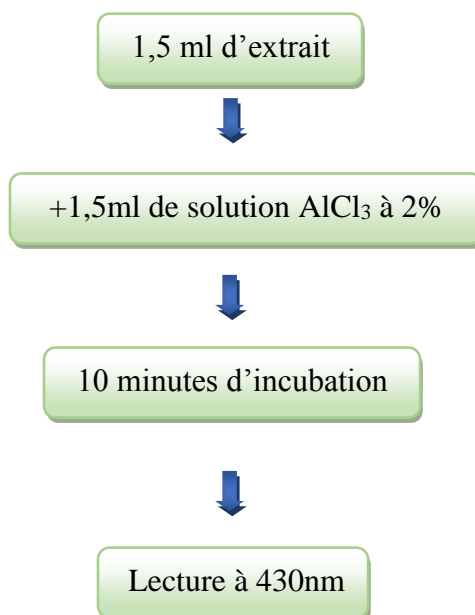 1,5 ml d’extrait
+1,5ml de solution AlCl₃ à 2%
10 minutes d’incubation
Lecture à 430nm